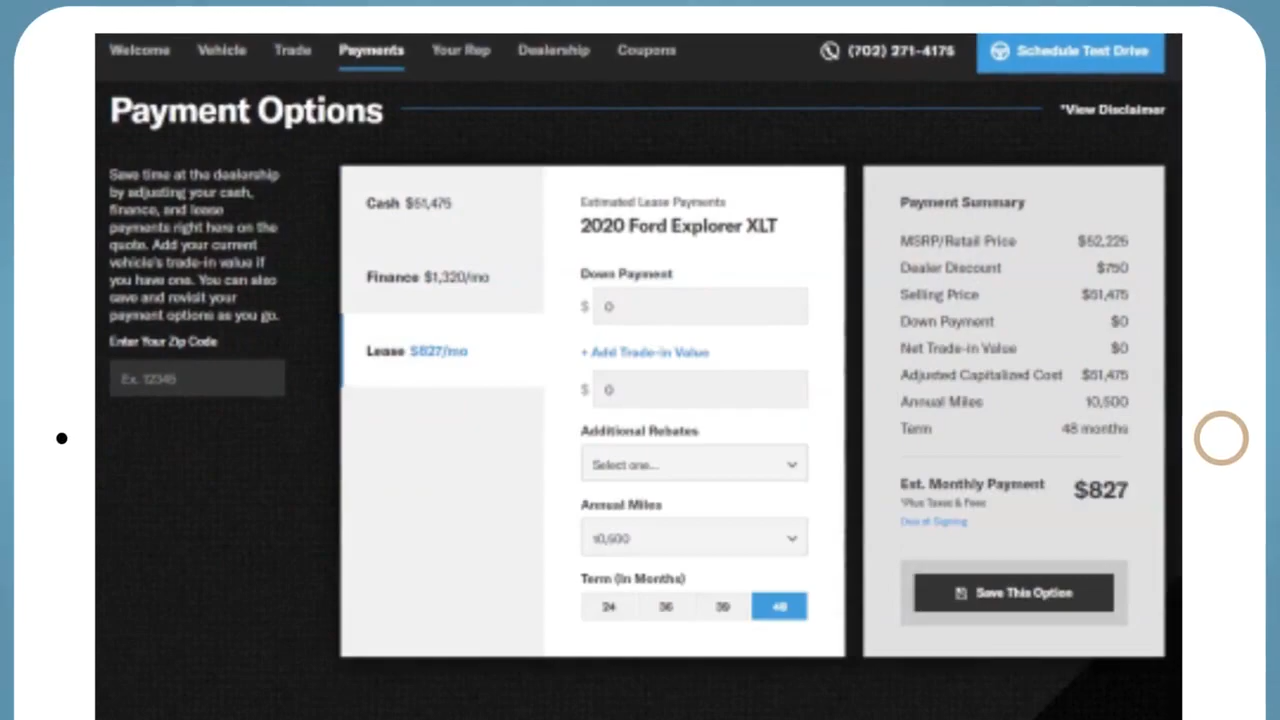 Welcome Vehicle Trade Payments Your Rep Dealership Coupons (702) 271-4175 Schedule Test Drive
Payment Options
*View Disclaimer
Save time at the dealership
by adjusting your cash,
finance, and lease
payments right here on the
quote. Add your current
vehicle's trade-in value if
you have one. You can also
save and revisit your
payment options as you go.
Enter Your Zip Code
Ex. 12345
Cash $51,475
Finance $1,320/mo
Lease $827/mo
Estimated Lease Payments
2020 Ford Explorer XLT
Down Payment
$ 0
+ Add Trade-in Value
$ 0
Additional Rebates
Select one...
Annual Miles
10,500
Term (in Months)
24 36 39 48
Payment Summary
MSRP/Retail Price $52,225
Dealer Discount $750
Selling Price $51,475
Down Payment $0
Net Trade-in Value $0
Adjusted Capitalized Cost $51,475
Annual Miles 10,500
Term 48 months
Est. Monthly Payment $827
*Plus Taxes & Fees
Due at Signing
Save This Option